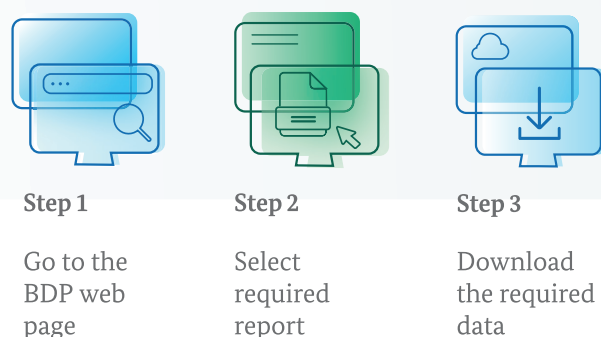 Step 1
Go to the
BDP web
page
Step 2
Select
required
report
Step 3
Download
the required
data